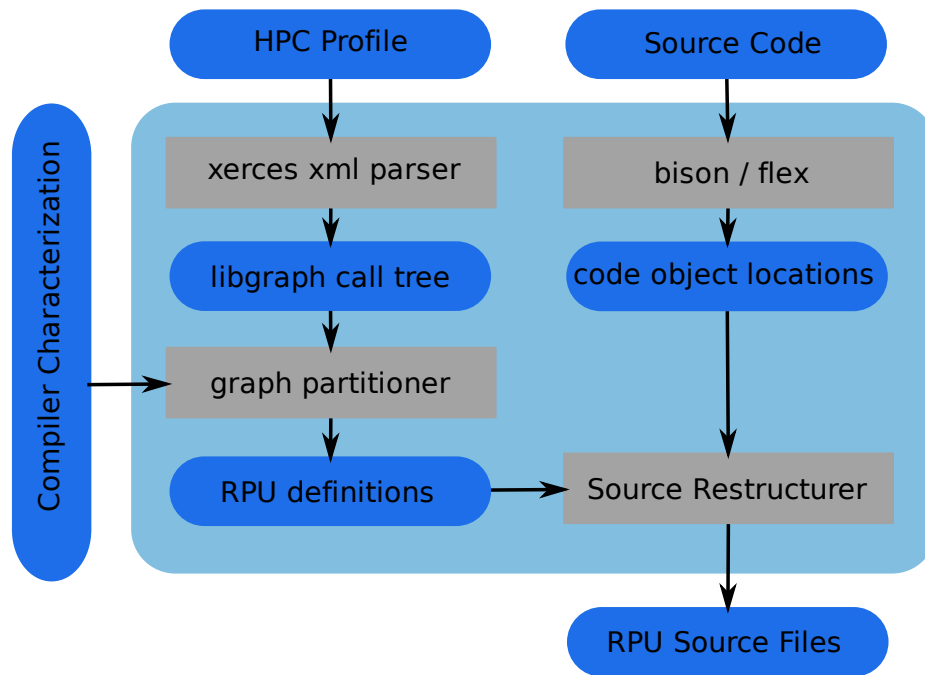 HPC Profile
Source Code
Compiler Characterization
xerces xml parser
bison / flex
libgraph call tree
code object locations
graph partitioner
RPU definitions
Source Restructurer
RPU Source Files